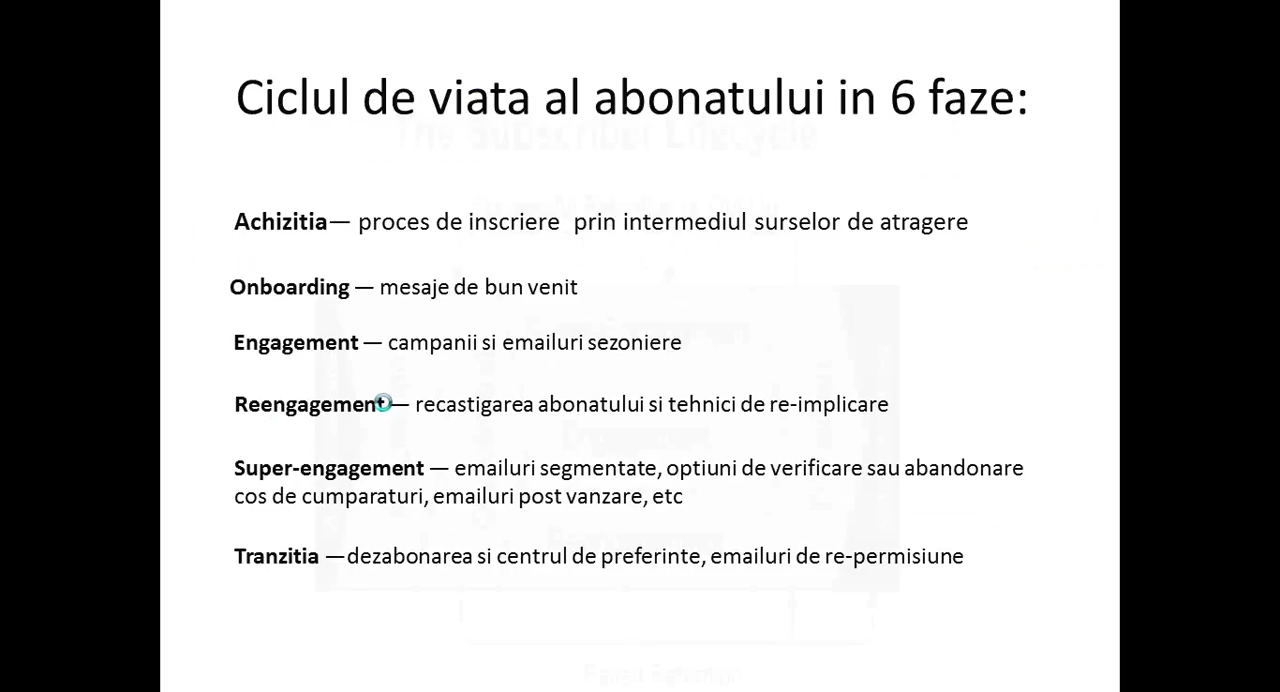 Ciclul de viata al abonatului in 6 faze:
The Subscriber Lifecycle
Achizitia— proces de inscriere prin intermediul surselor de atragere
Onboarding — mesaje de bun venit
Engagement — campanii si emailuri sezoniere
Reengagement— recastigarea abonatului si tehnici de re-implicare
Super-engagement — emailuri segmentate, optiuni de verificare sau abandonare
cos de cumparaturi, emailuri post vanzare, etc
Tranzitia —dezabonarea si centrul de preferinte, emailuri de re-permisiune